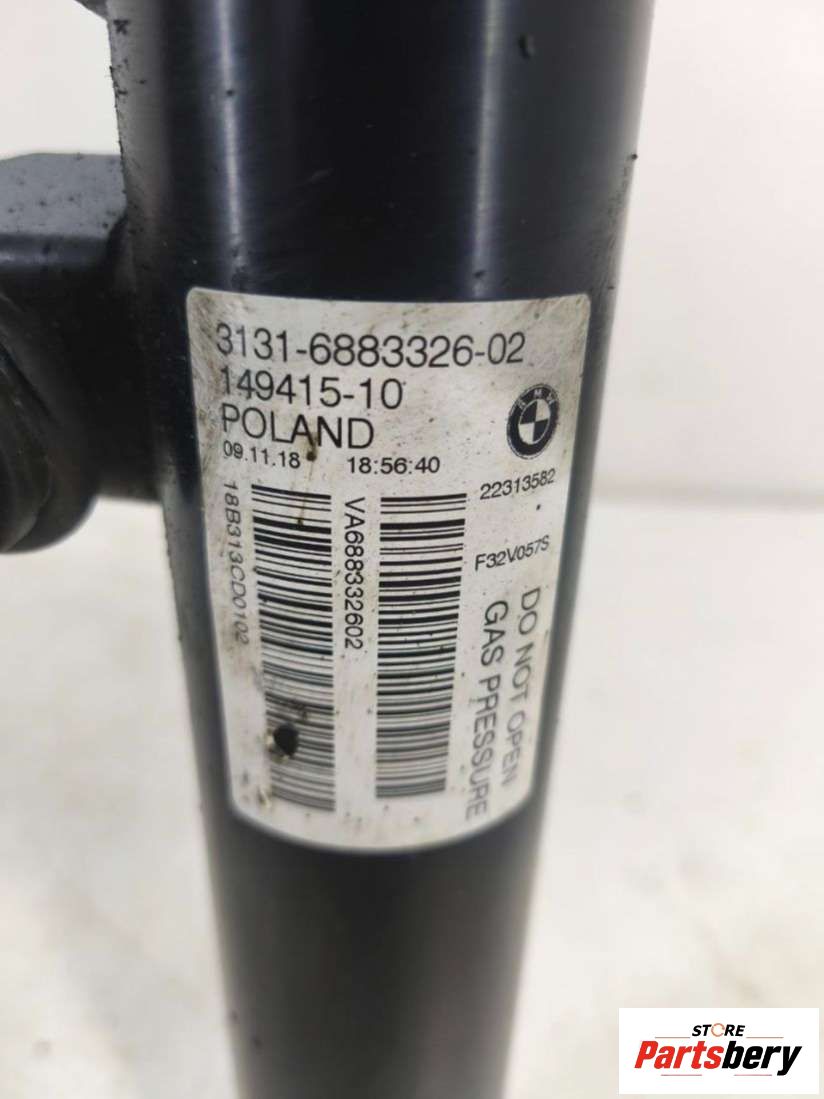 3131-6883326-02
149415-10
POLAND
09.11.18 18:56:40
BMW
22313582
F32V057S
18B313CD0102
VA688332602
DO NOT OPEN
GAS PRESSURE
STORE
Partsbery